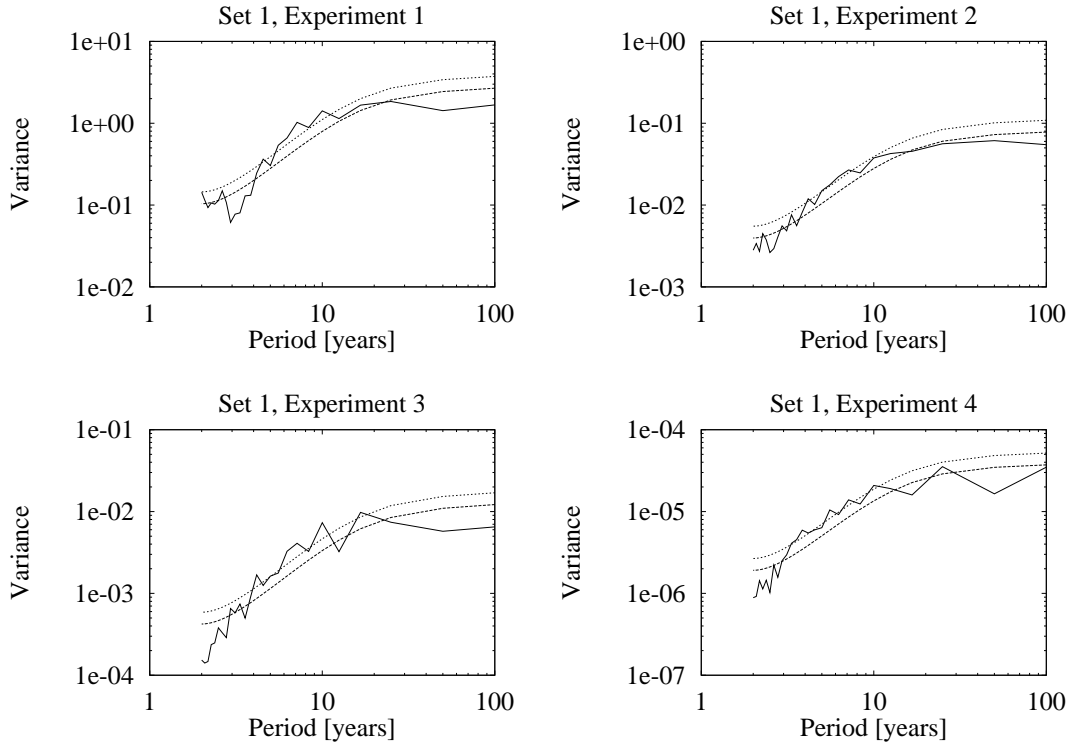 Set 1, Experiment 1
1e+01
1e+00
1e-01
1e-02
Variance
1
10
100
Period [years]
Set 1, Experiment 2
1e+00
1e-01
1e-02
1e-03
Variance
1
10
100
Period [years]
Set 1, Experiment 3
1e-01
1e-02
1e-03
1e-04
Variance
1
10
100
Period [years]
Set 1, Experiment 4
1e-04
1e-05
1e-06
1e-07
Variance
1
10
100
Period [years]